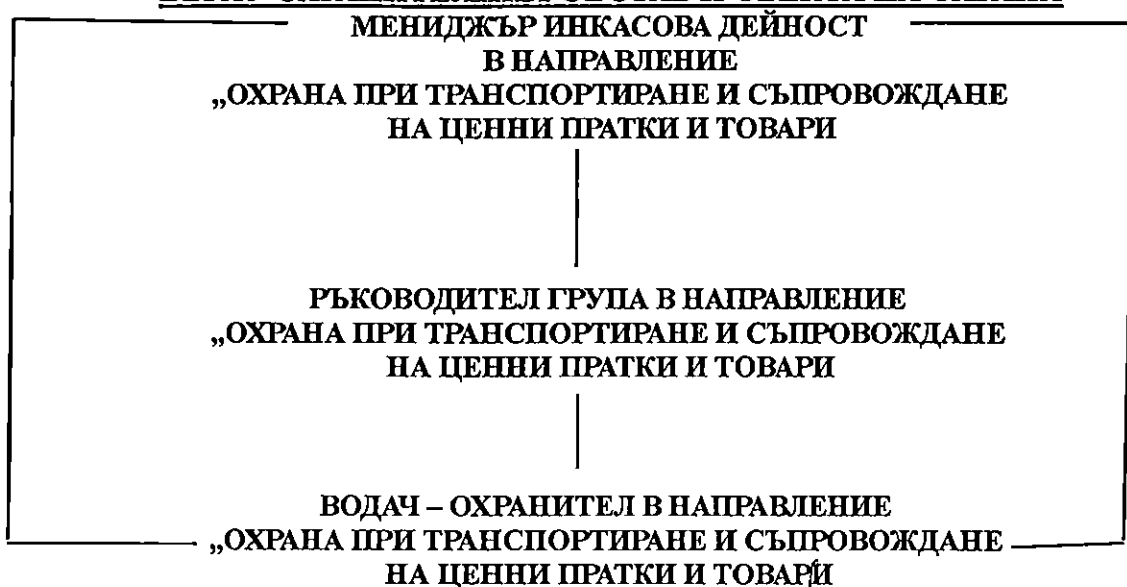 МЕНИДЖЪР ИНКАСОВА ДЕЙНОСТ
В НАПРАВЛЕНИЕ
„ОХРАНА ПРИ ТРАНСПОРТИРАНЕ И СЪПРОВОЖДАНЕ
НА ЦЕННИ ПРАТКИ И ТОВАРИ
РЪКОВОДИТЕЛ ГРУПА В НАПРАВЛЕНИЕ
„ОХРАНА ПРИ ТРАНСПОРТИРАНЕ И СЪПРОВОЖДАНЕ
НА ЦЕННИ ПРАТКИ И ТОВАРИ
ВОДАЧ – ОХРАНИТЕЛ В НАПРАВЛЕНИЕ
„ОХРАНА ПРИ ТРАНСПОРТИРАНЕ И СЪПРОВОЖДАНЕ
НА ЦЕННИ ПРАТКИ И ТОВАРИ